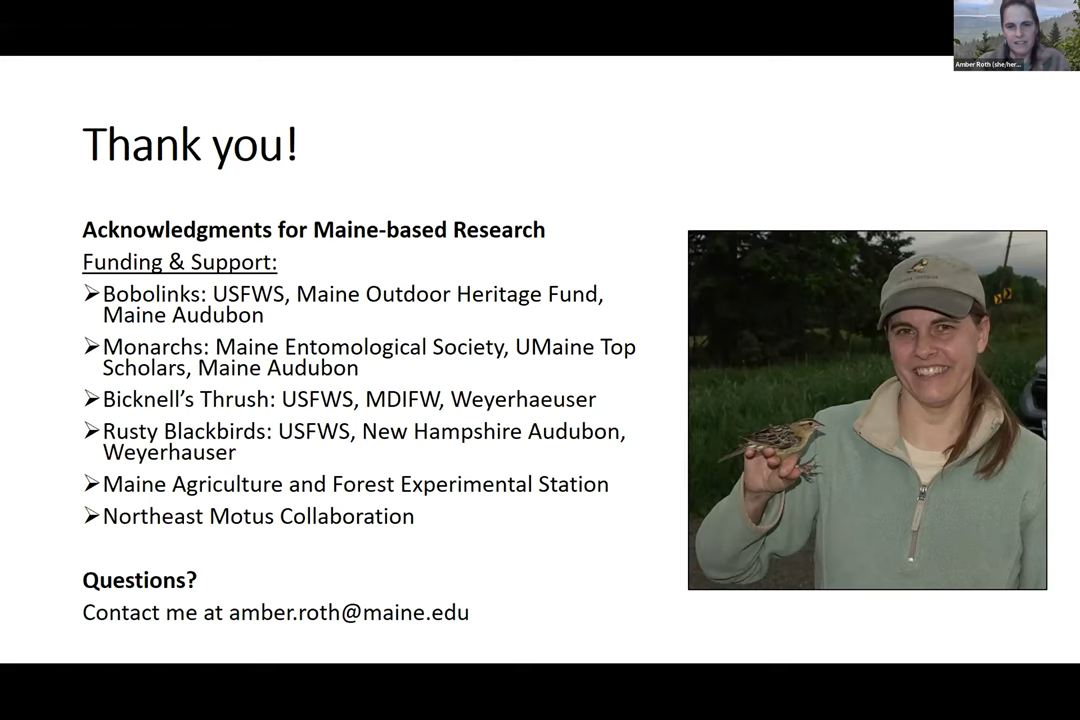 Amber Roth (she/her...
Thank you!
Acknowledgments for Maine-based Research
Funding & Support:
➢Bobolinks: USFWS, Maine Outdoor Heritage Fund,
Maine Audubon
➢Monarchs: Maine Entomological Society, UMaine Top
Scholars, Maine Audubon
➢Bicknell’s Thrush: USFWS, MDIFW, Weyerhaeuser
➢Rusty Blackbirds: USFWS, New Hampshire Audubon,
Weyerhauser
➢Maine Agriculture and Forest Experimental Station
➢Northeast Motus Collaboration
Questions?
Contact me at amber.roth@maine.edu